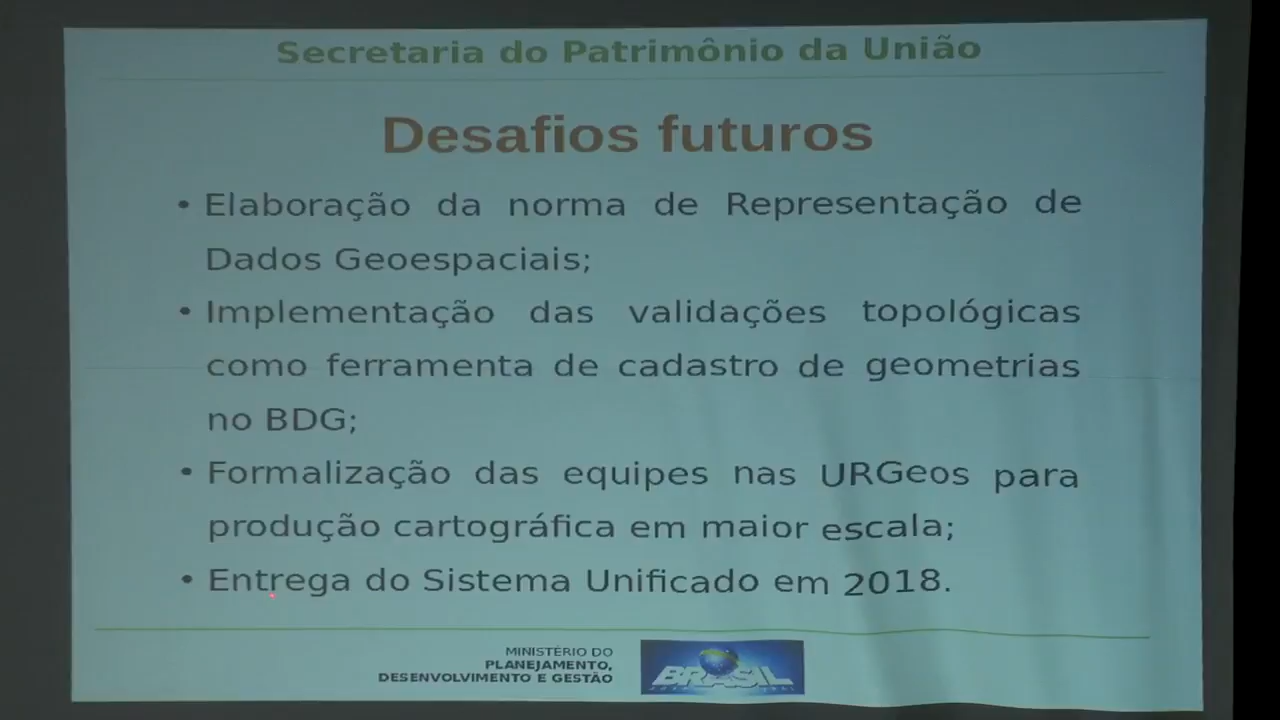 Secretaria do Patrimônio da União
Desafios futuros
• Elaboração da norma de Representação de
Dados Geoespaciais;
• Implementação das validações topológicas
como ferramenta de cadastro de geometrias
no BDG;
• Formalização das equipes nas URGeos para
produção cartográfica em maior escala;
• Entrega do Sistema Unificado em 2018.
MINISTÉRIO DO
PLANEJAMENTO,
DESENVOLVIMENTO E GESTÃO
BRASIL